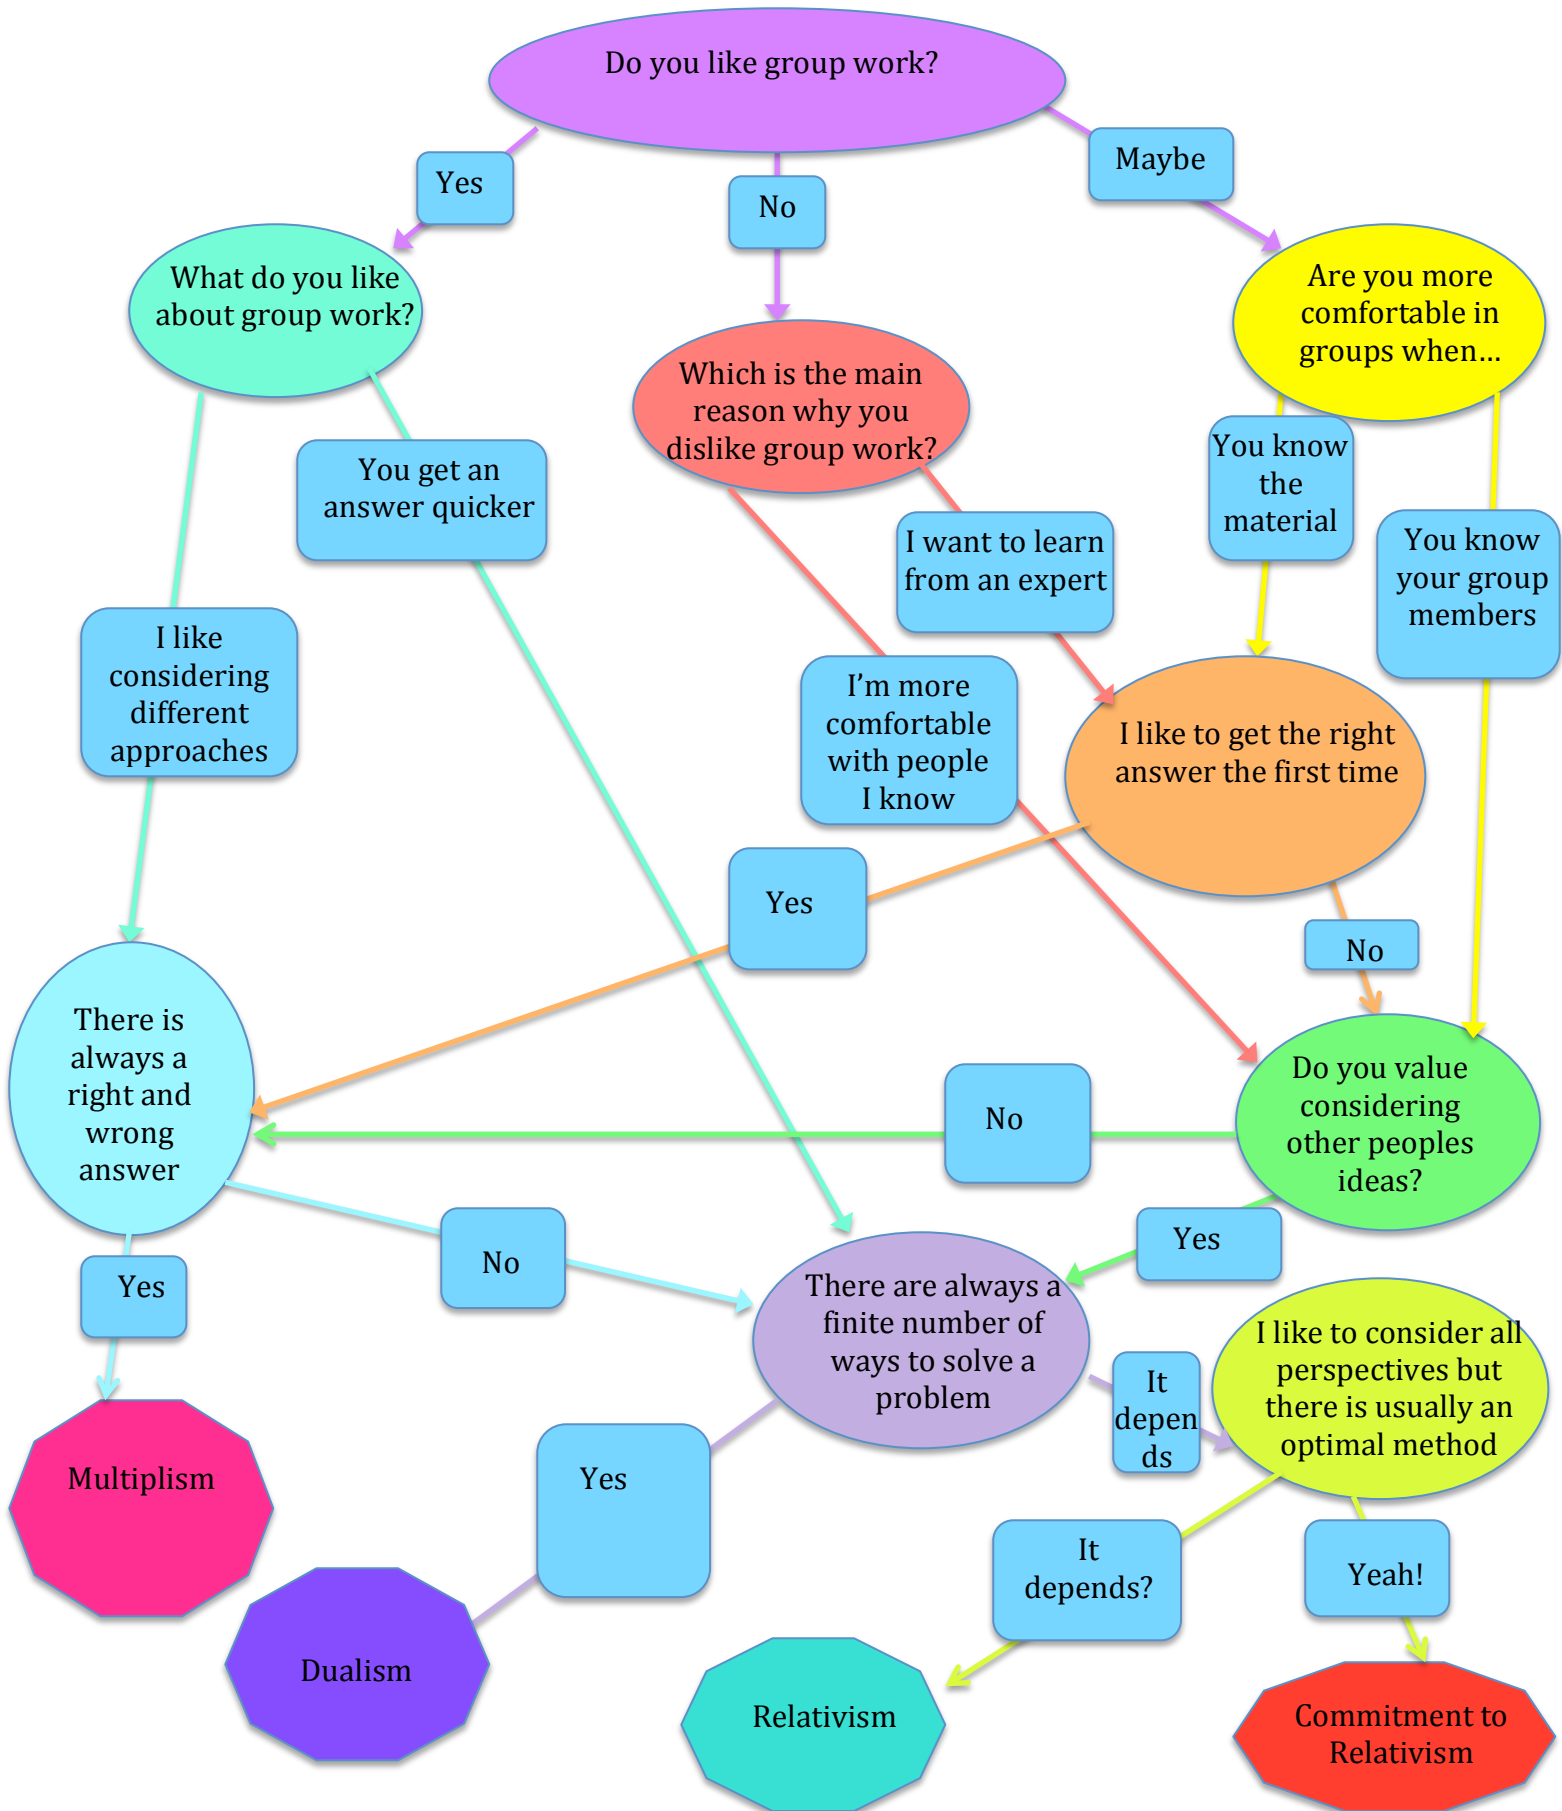 Do you like group work?
Yes
No
Maybe
What do you like
about group work?
Which is the main
reason why you
dislike group work?
Are you more
comfortable in
groups when…
You get an
answer quicker
I want to learn
from an expert
You know
the
material
You know
your group
members
I like
considering
different
approaches
I'm more
comfortable
with people
I know
I like to get the right
answer the first time
Yes
No
There is
always a
right and
wrong
answer
No
Do you value
considering
other peoples
ideas?
Yes
No
Yes
There are always a
finite number of
ways to solve a
problem
It
depen
ds
I like to consider all
perspectives but
there is usually an
optimal method
Multiplism
Yes
It
depends?
Yeah!
Dualism
Relativism
Commitment to
Relativism